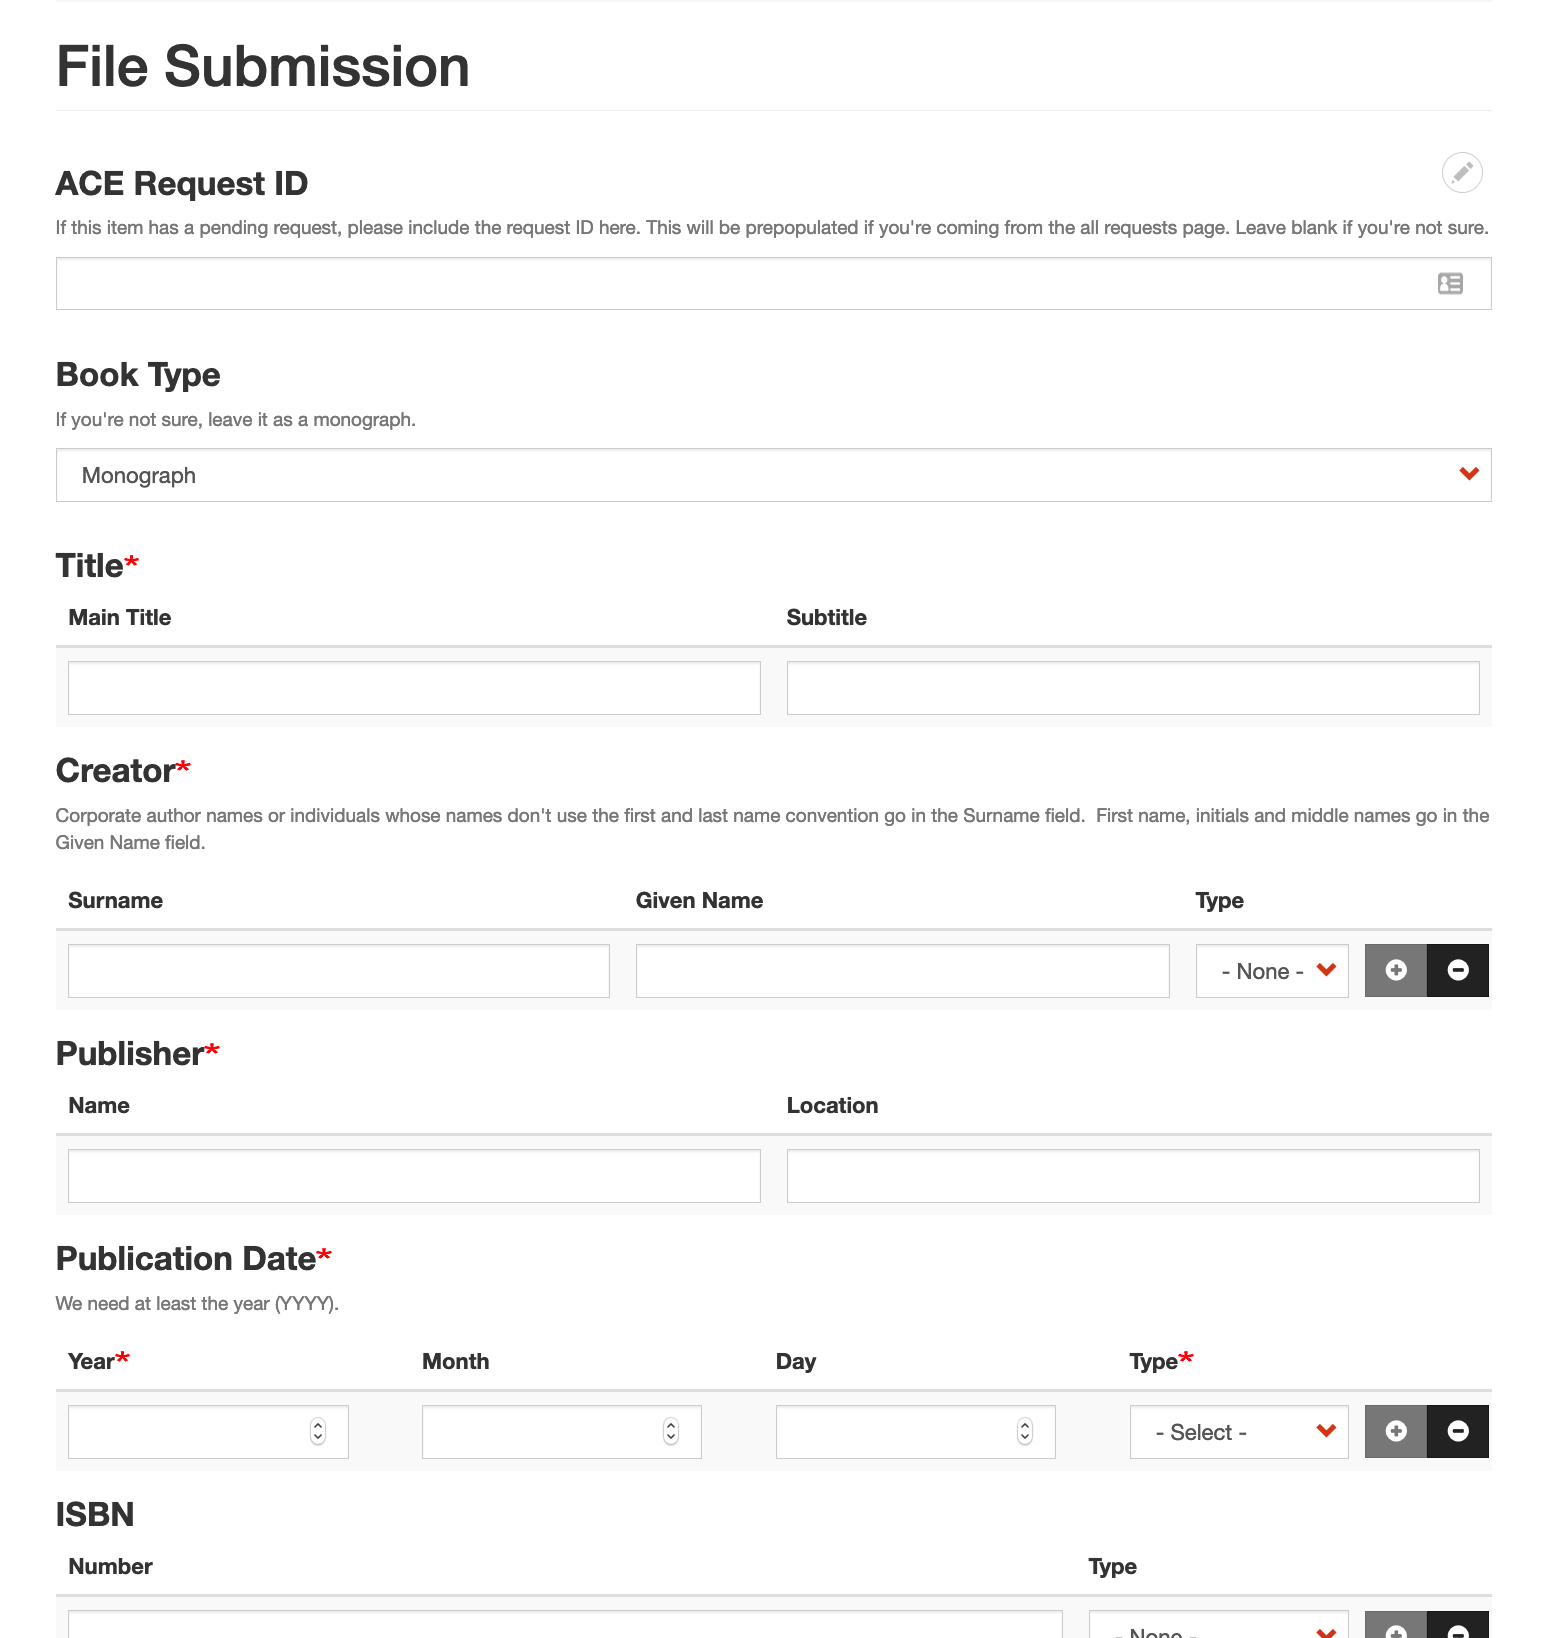 File Submission
ACE Request ID
If this item has a pending request, please include the request ID here. This will be prepopulated if you're coming from the all requests page. Leave blank if you're not sure.
Book Type
If you're not sure, leave it as a monograph.
Monograph
Title*
Main Title Subtitle
Creator*
Corporate author names or individuals whose names don't use the first and last name convention go in the Surname field.  First name, initials and middle names go in the
Given Name field.
Surname Given Name Type
- None -
Publisher*
Name Location
Publication Date*
We need at least the year (YYYY).
Year* Month Day Type*
- Select -
ISBN
Number Type
- None -